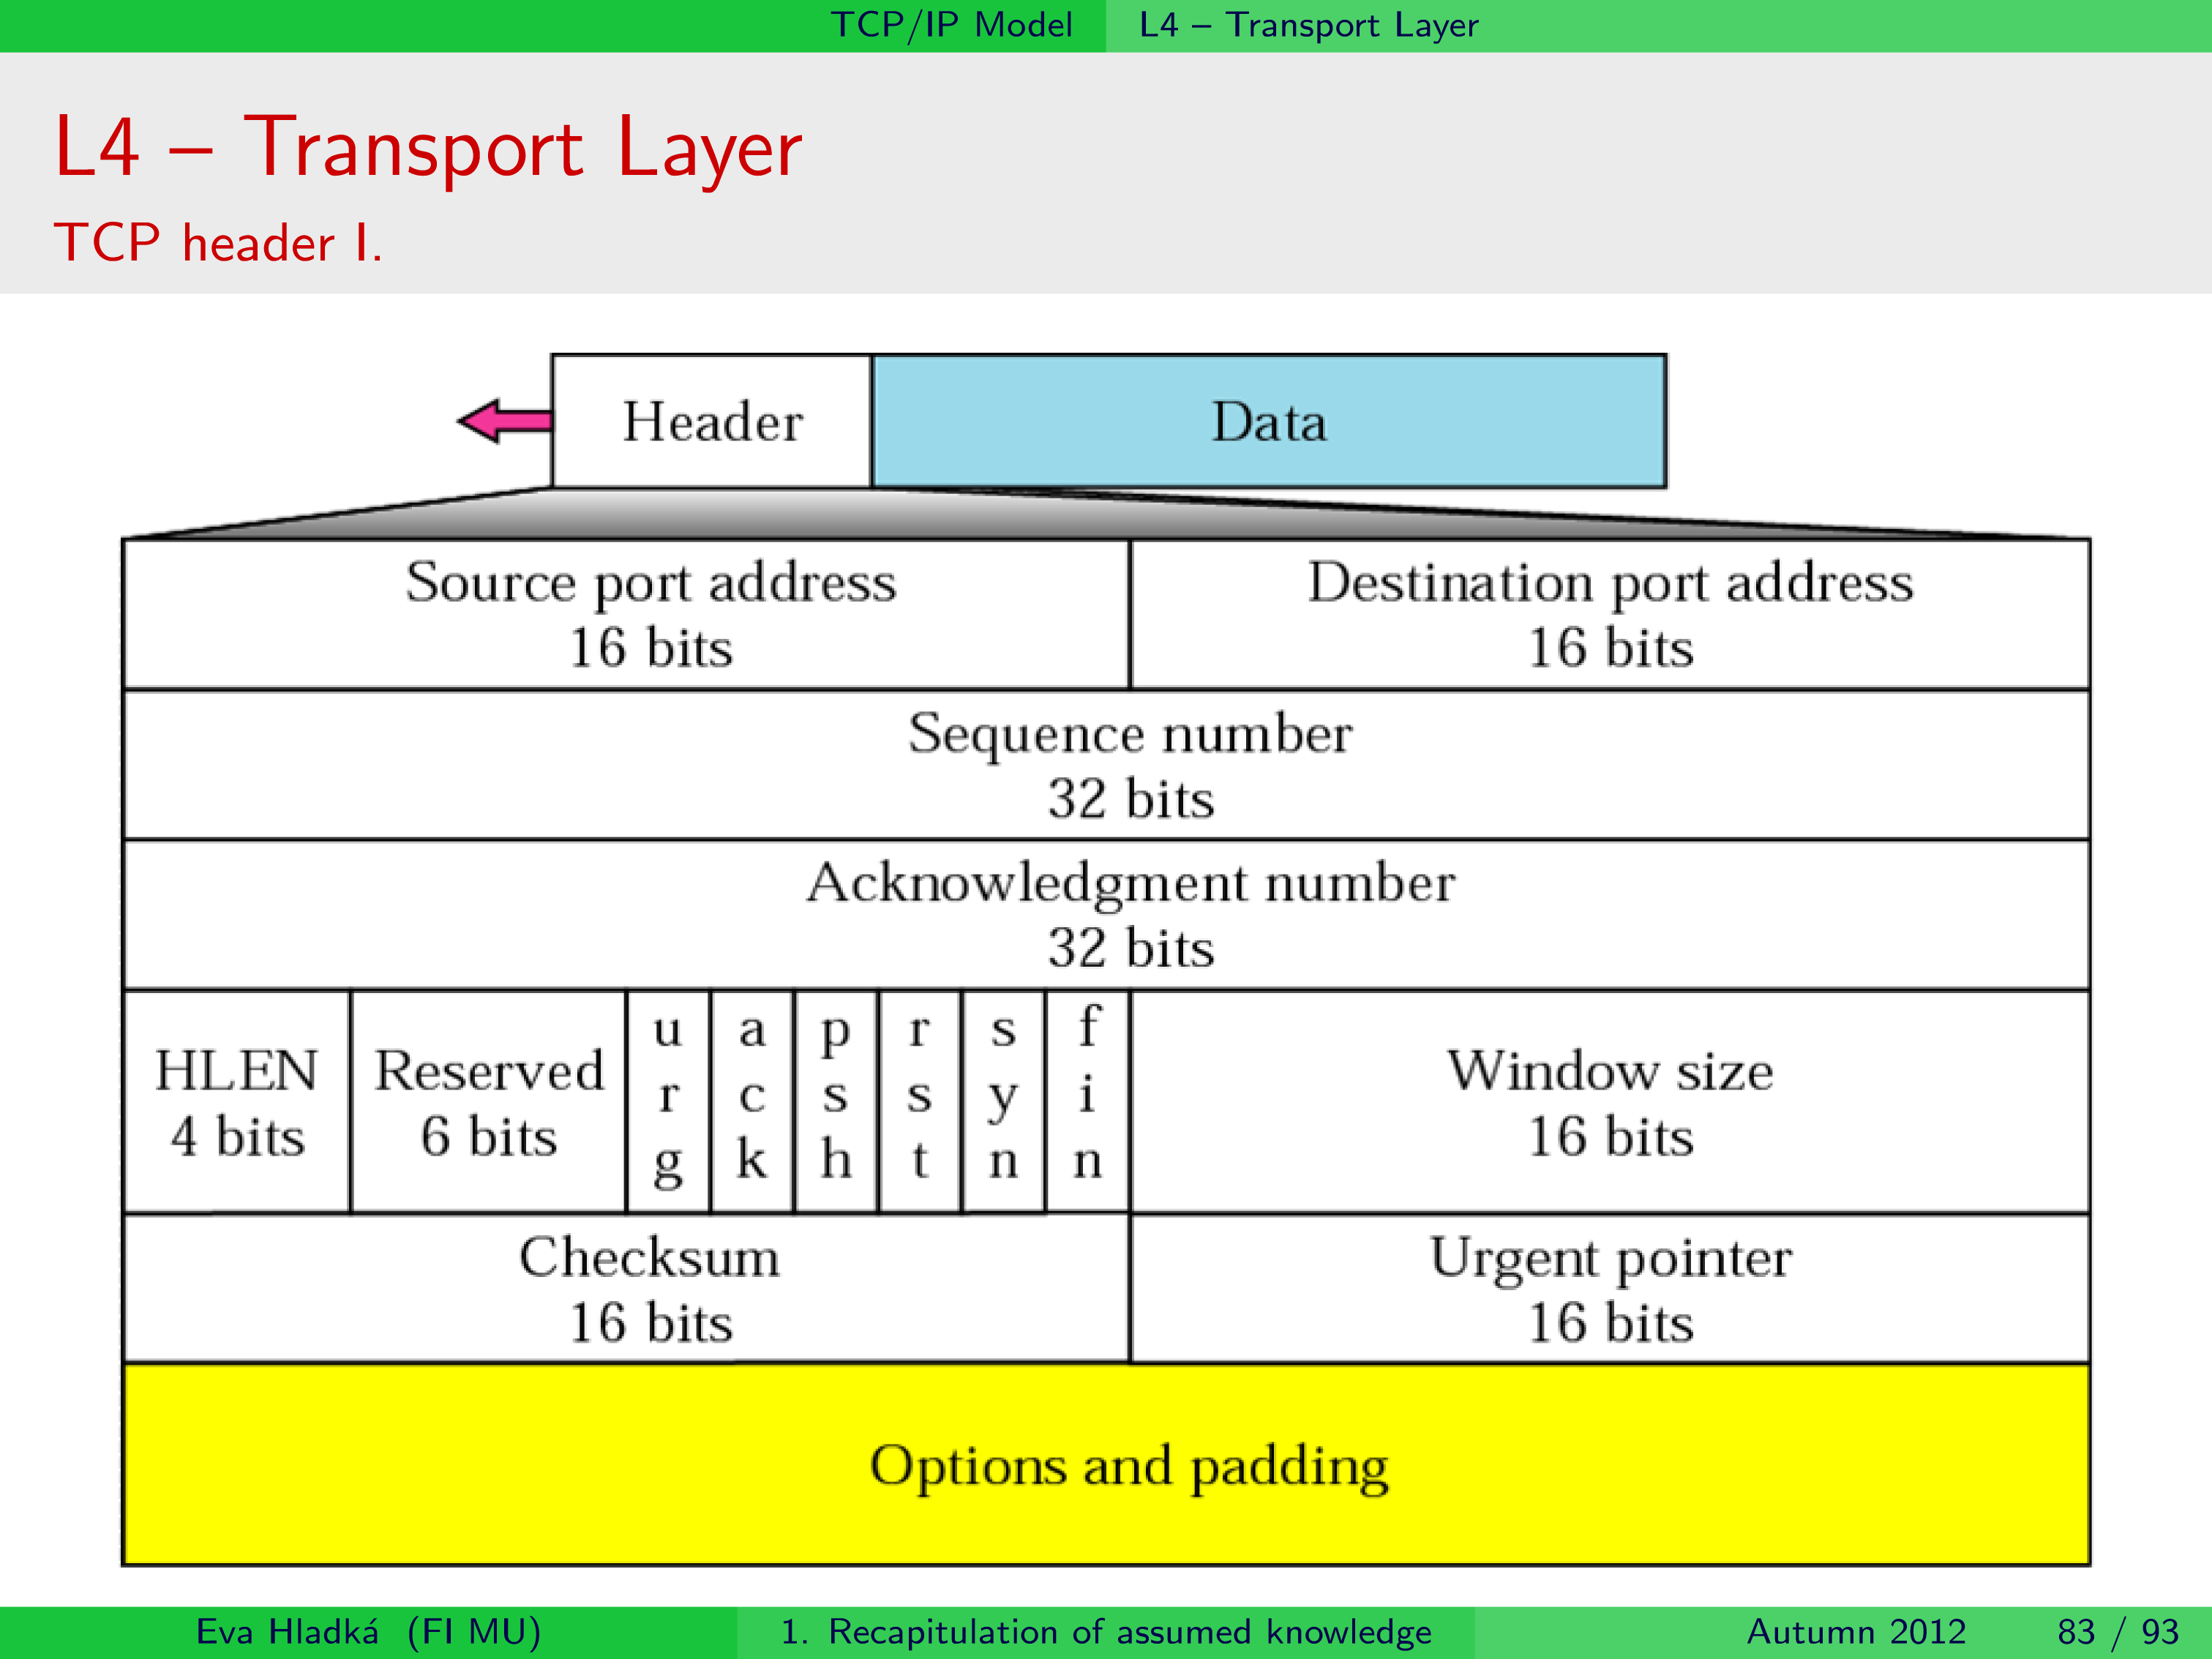 TCP/IP Model L4 – Transport Layer
L4 – Transport Layer
TCP header I.
Header Data
Source port address
16 bits
Destination port address
16 bits
Sequence number
32 bits
Acknowledgment number
32 bits
HLEN
4 bits
Reserved
6 bits
urg
ack
psh
rst
syn
fin
Window size
16 bits
Checksum
16 bits
Urgent pointer
16 bits
Options and padding
Eva Hladká (FI MU) 1. Recapitulation of assumed knowledge Autumn 2012 83 / 93